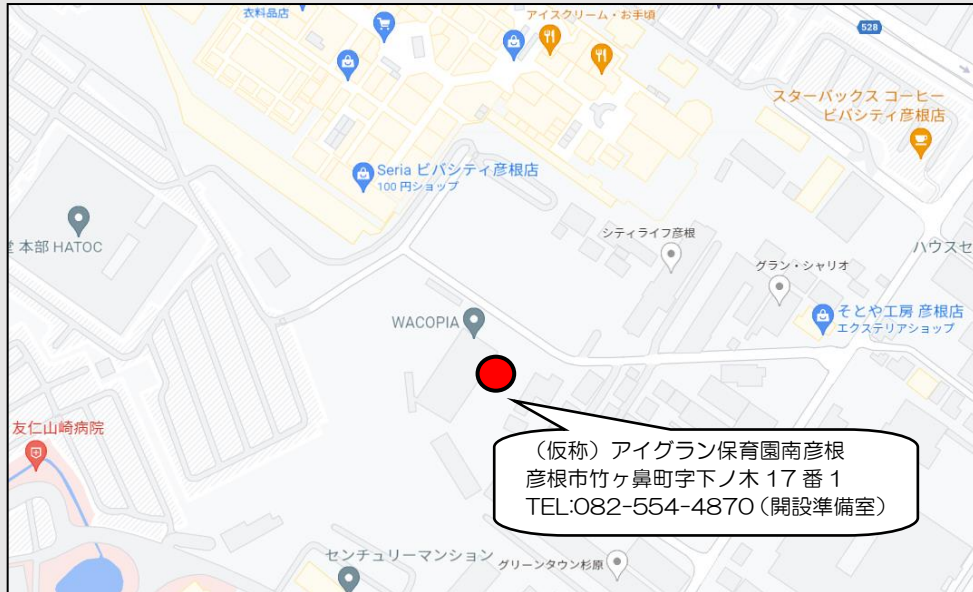 衣料品店
アイスクリーム・お手頃
528
スターバックス コーヒー
ビバシティ彦根店
Seria ビバシティ彦根店
100 円ショップ
本部 HATOC
シティライフ彦根
ハウスセ
グラン・シャリオ
WACOPIA
そとや工房 彦根店
エクステリアショップ
友仁山崎病院
（仮称）アイグラン保育園南彦根
彦根市竹ヶ鼻町字下ノ木 17 番 1
TEL:082-554-4870（開設準備室）
センチュリーマンション
グリーンタウン杉原